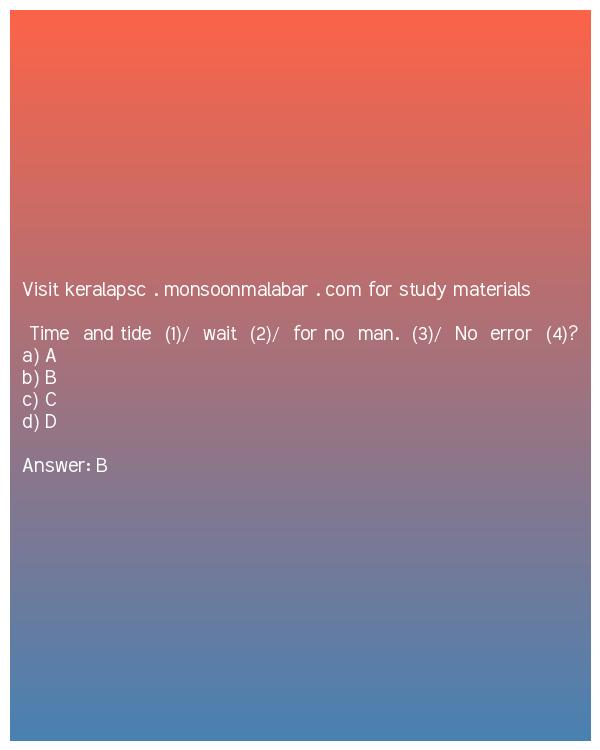 Visit keralapsc . monsoonmalabar . com for study materials
Time and tide (1)/ wait (2)/ for no man. (3)/ No error (4)?
a) A
b) B
c) C
d) D
Answer: B